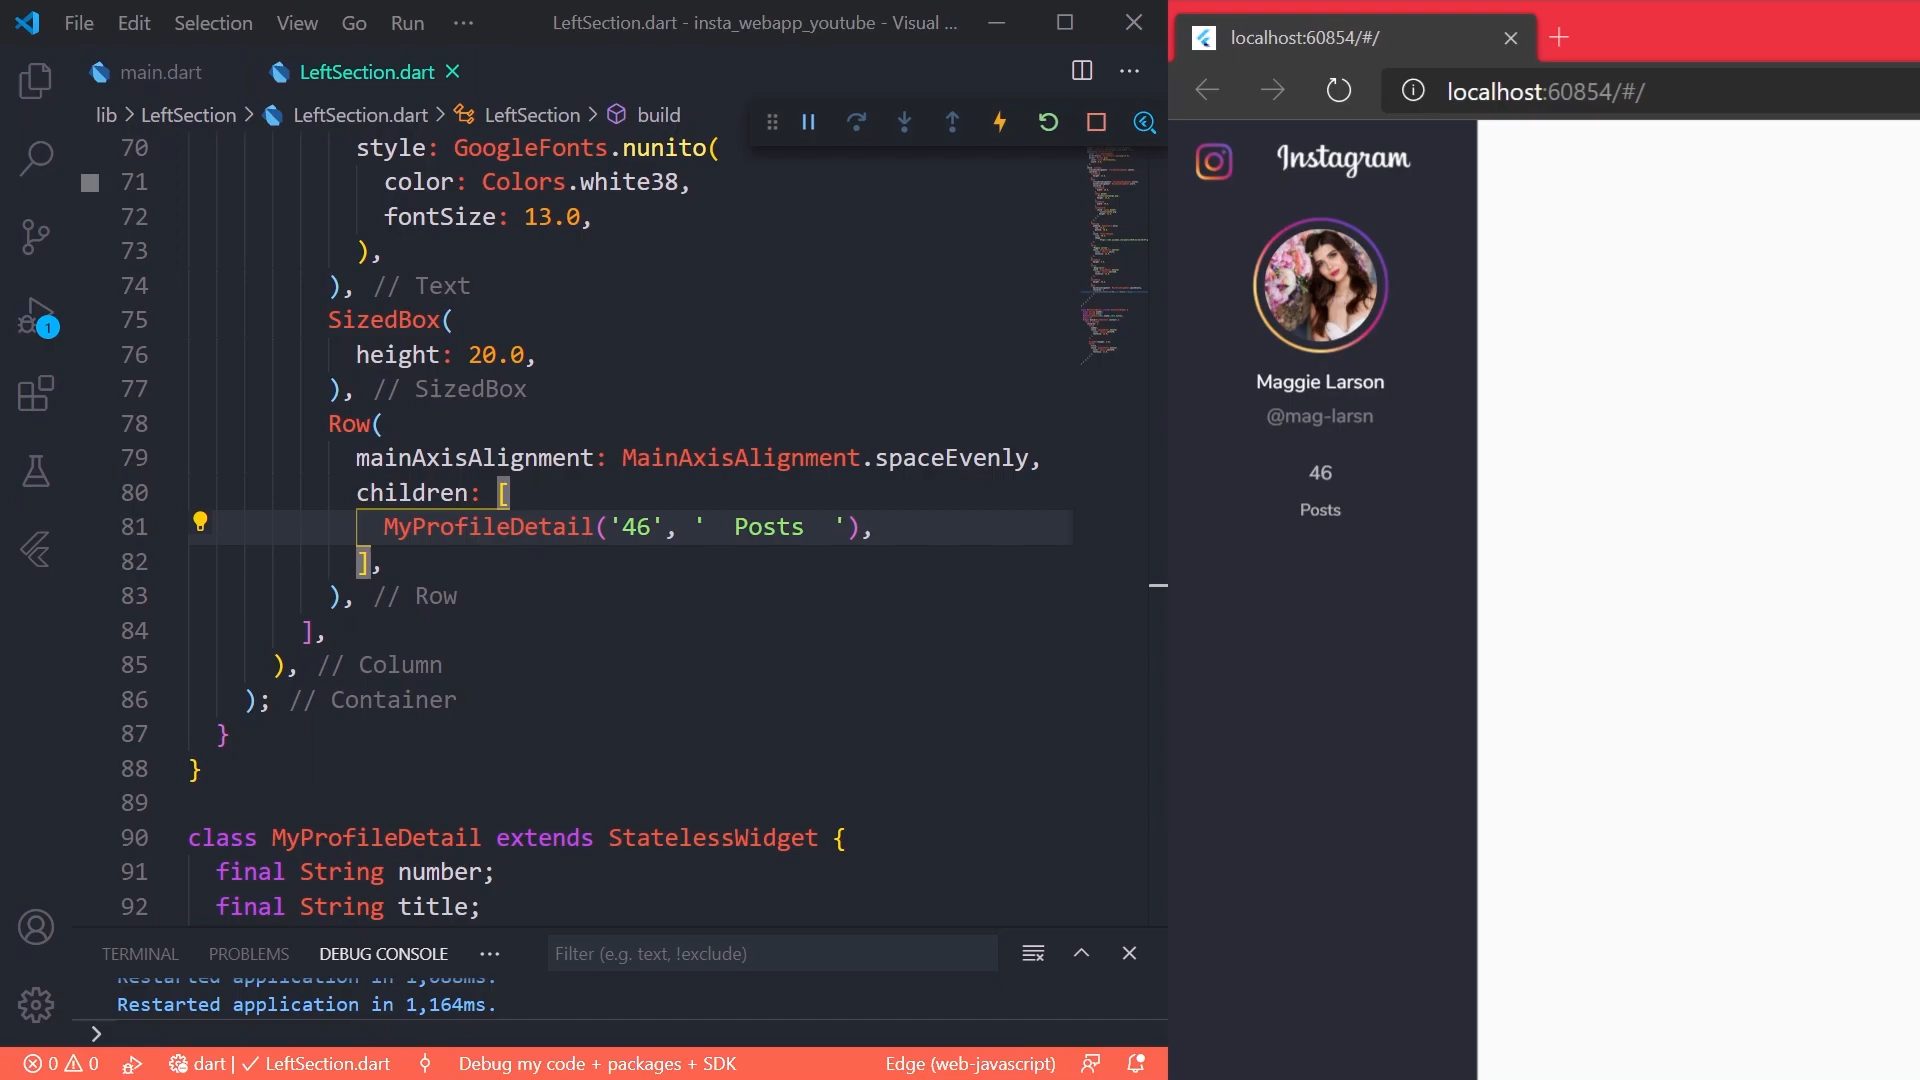 File Edit Selection View Go Run ··· LeftSection.dart - insta_webapp_youtube - Visual ...
main.dart LeftSection.dart
lib > LeftSection > LeftSection.dart > LeftSection > build
70 style: GoogleFonts.nunito(
71 color: Colors.white38,
72 fontSize: 13.0,
73 ),
74 ), // Text
75 SizedBox(
76 height: 20.0,
77 ), // SizedBox
78 Row(
79 mainAxisAlignment: MainAxisAlignment.spaceEvenly,
80 children: [
81 MyProfileDetail('46', '  Posts  '),
82 ],
83 ), // Row
84 ],
85 ), // Column
86 ); // Container
87 }
88 }
89
90 class MyProfileDetail extends StatelessWidget {
91 final String number;
92 final String title;
1
TERMINAL PROBLEMS DEBUG CONSOLE ··· Filter (e.g. text, !exclude)
Restarted application in 1,088ms.
Restarted application in 1,164ms.
>
0 0 dart | ✓ LeftSection.dart Debug my code + packages + SDK Edge (web-javascript)
localhost:60854/#/
localhost:60854/#/
Instagram
Maggie Larson
@mag-larsn
46
Posts